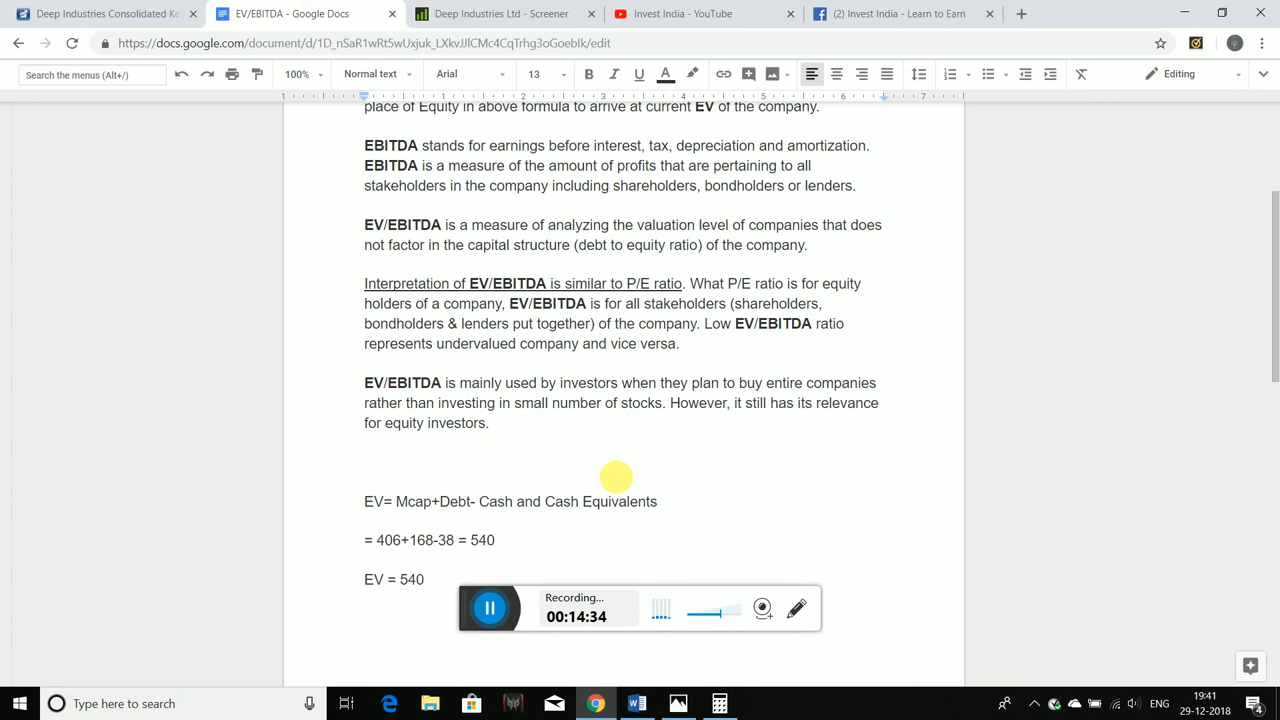 Deep Industries Consolidated Ke
EV/EBITDA - Google Docs
Deep Industries Ltd - Screener
Invest India - YouTube
(2) Invest India - Learn to Earn
https://docs.google.com/document/d/1D_nSaR1wRt5wUxjuk_LXkvJJlCMc4CqTrhg3oGoebIk/edit
Search the menus (Alt+/)
100%
Normal text
Arial
13
B I U A
Editing
1 1 2 3 4 5 6 7
place of Equity in above formula to arrive at current EV of the company.
EBITDA stands for earnings before interest, tax, depreciation and amortization.
EBITDA is a measure of the amount of profits that are pertaining to all
stakeholders in the company including shareholders, bondholders or lenders.
EV/EBITDA is a measure of analyzing the valuation level of companies that does
not factor in the capital structure (debt to equity ratio) of the company.
Interpretation of EV/EBITDA is similar to P/E ratio. What P/E ratio is for equity
holders of a company, EV/EBITDA is for all stakeholders (shareholders,
bondholders & lenders put together) of the company. Low EV/EBITDA ratio
represents undervalued company and vice versa.
EV/EBITDA is mainly used by investors when they plan to buy entire companies
rather than investing in small number of stocks. However, it still has its relevance
for equity investors.
EV= Mcap+Debt- Cash and Cash Equivalents
= 406+168-38 = 540
EV = 540
Recording...
00:14:34
Type here to search
ENG
19:41
29-12-2018
4